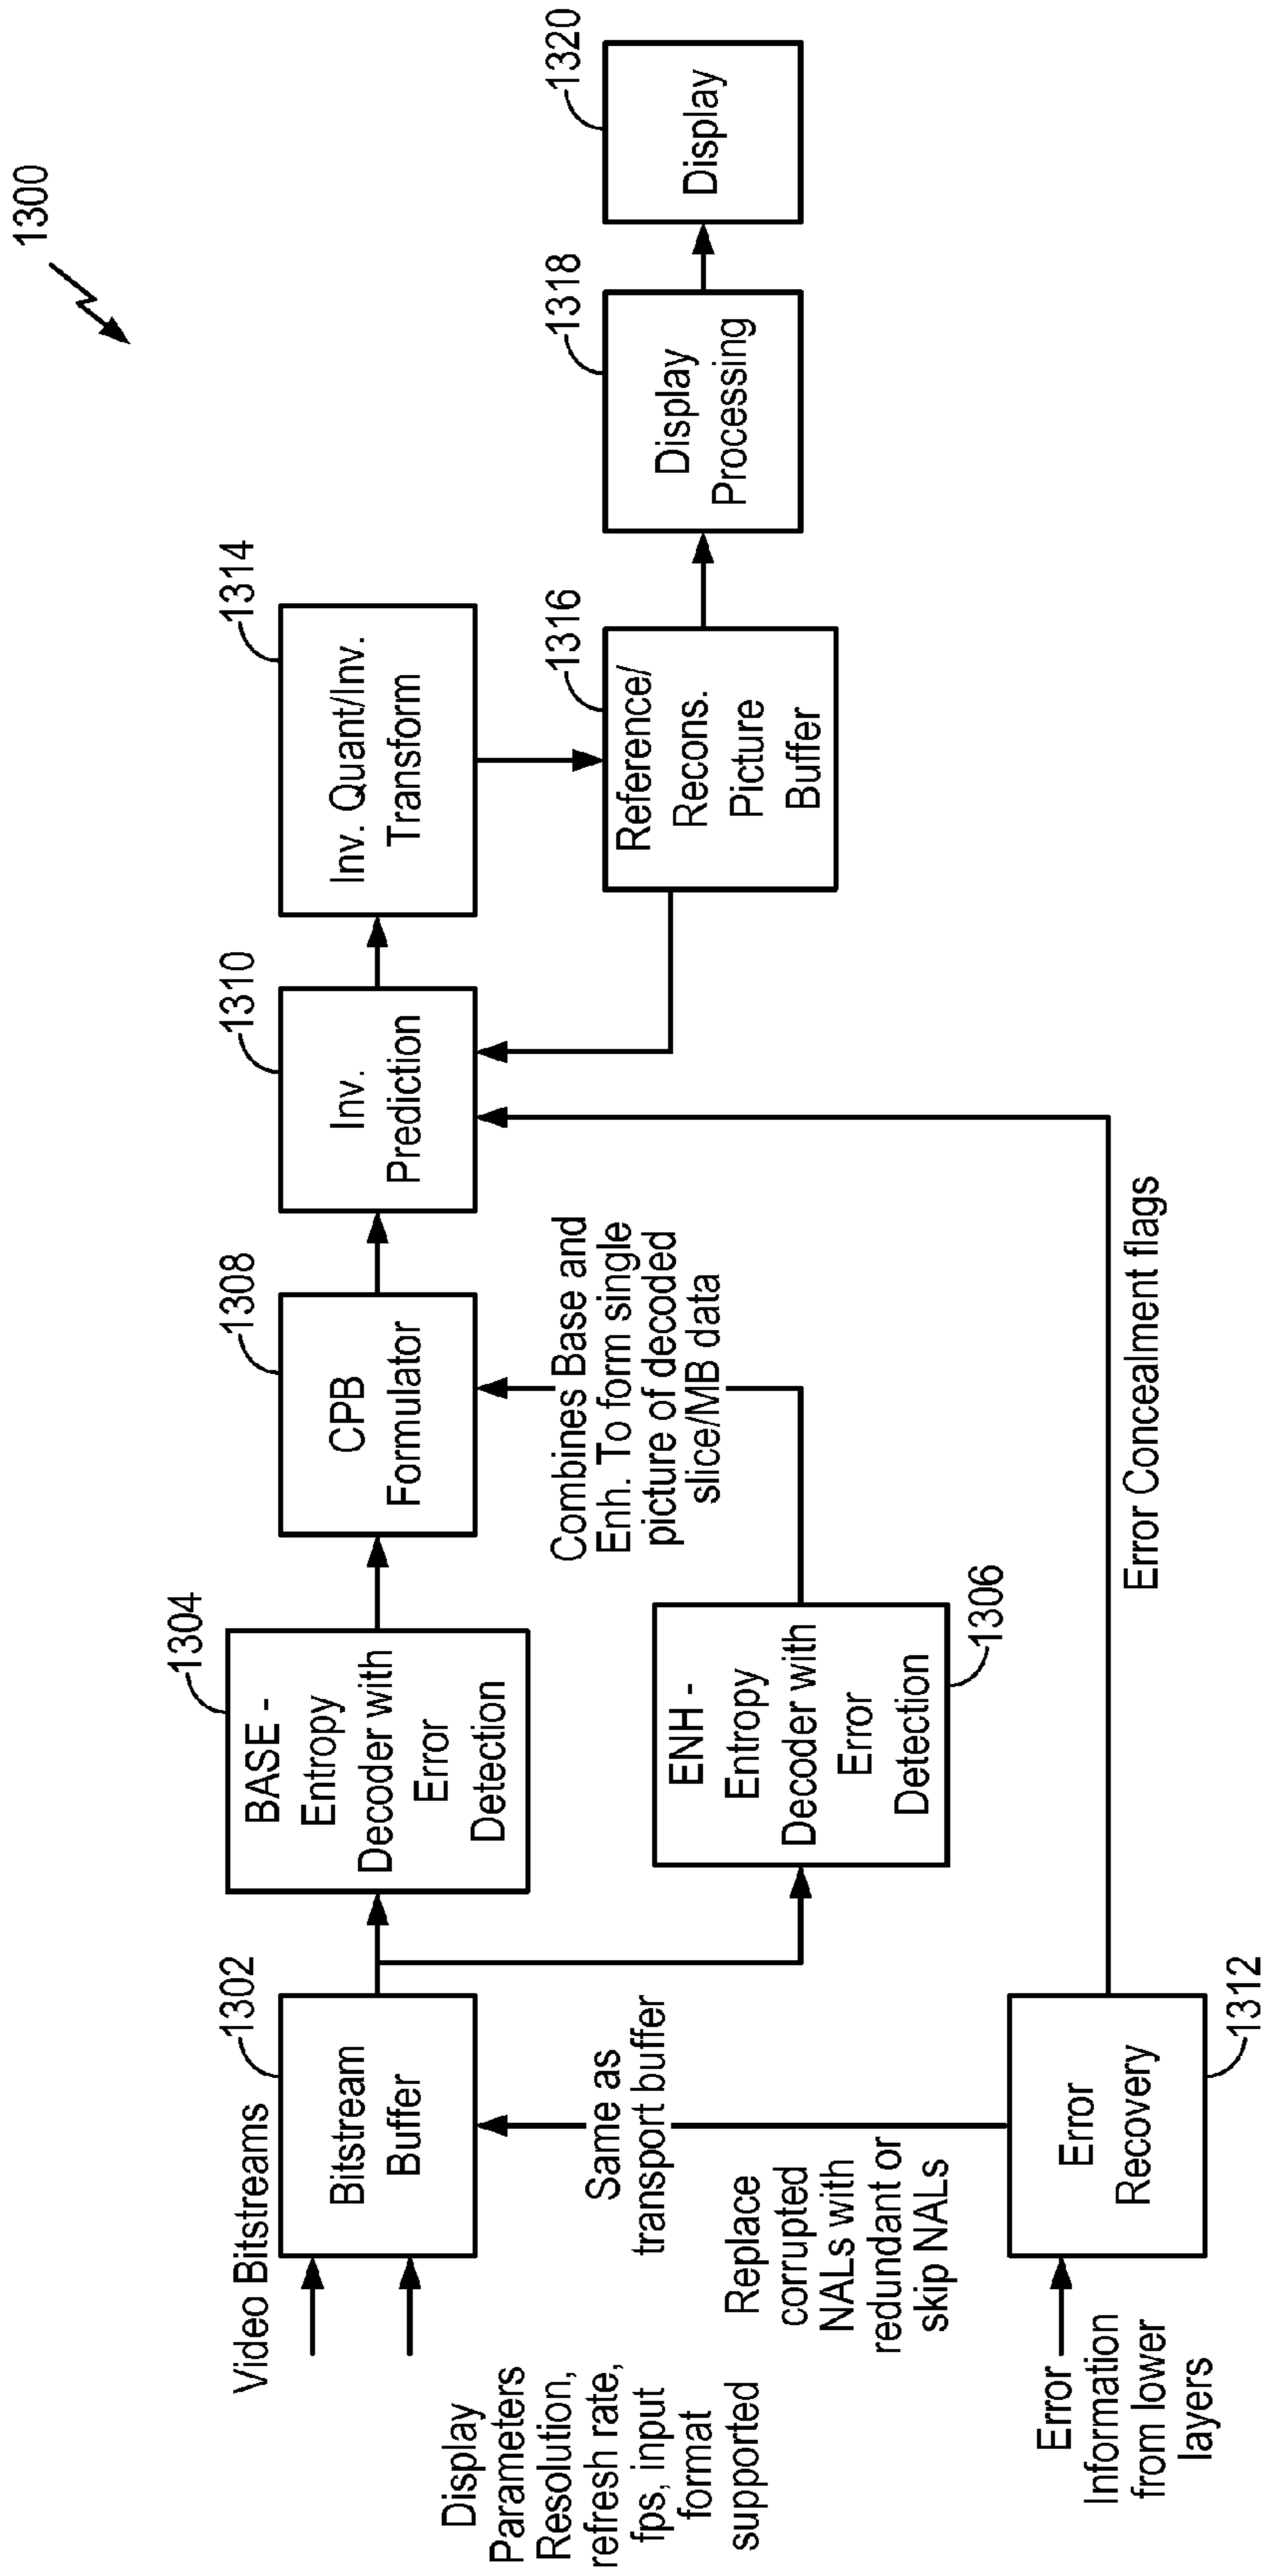 1300
Video Bitstreams
Display
Parameters
Resolution,
refresh rate,
fps, input
format
supported
1302
Bitstream
Buffer
Same as
transport buffer
Replace
corrupted
NALs with
redundant or
skip NALs
Error
Information
from lower
layers
Error
Recovery
1312
Error Concealment flags
1304
BASE -
Entropy
Decoder with
Error
Detection
ENH -
Entropy
Decoder with
Error
Detection
1306
1308
CPB
Formulator
Combines Base and
Enh. To form single
picture of decoded
slice/MB data
1310
Inv.
Prediction
1314
Inv. Quant/Inv.
Transform
1316
Reference/
Recons.
Picture
Buffer
1318
Display
Processing
1320
Display